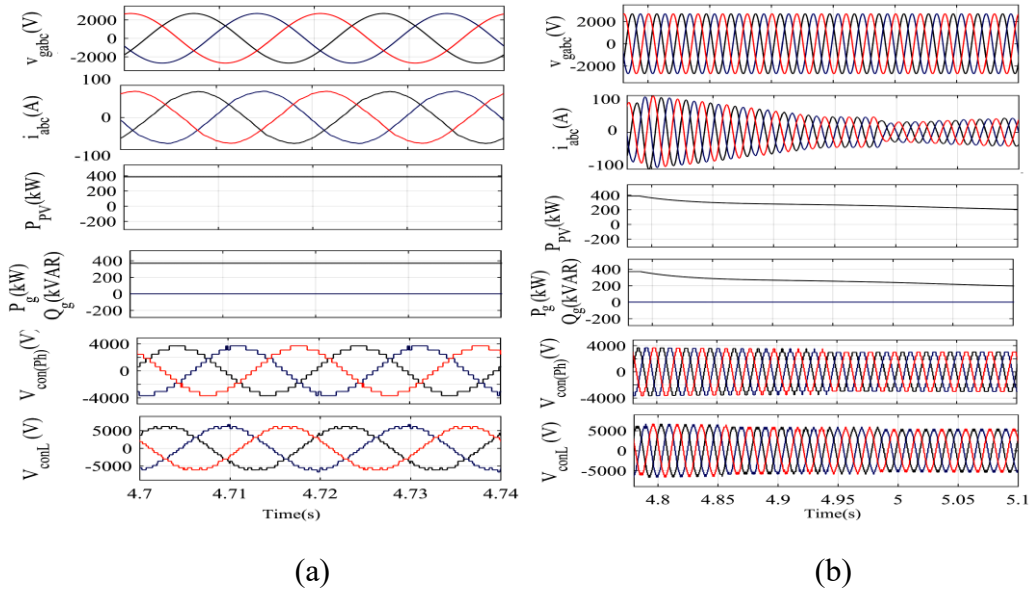 v_gabc(V)
2000
0
-2000
i_abc(A)
100
0
-100
P_PV(kW)
400
200
0
-200
P_g(kW)
Q_g(kVAR)
400
200
0
-200
V_con(Ph)(V)
4000
0
-4000
V_conL(V)
5000
0
-5000
4.7 4.71 4.72 4.73 4.74
Time(s)
(a)
v_gabc(V)
2000
0
-2000
i_abc(A)
100
0
-100
P_PV(kW)
400
200
0
-200
P_g(kW)
Q_g(kVAR)
400
200
0
-200
V_con(Ph)(V)
4000
0
-4000
V_conL(V)
5000
0
-5000
4.8 4.85 4.9 4.95 5 5.05 5.1
Time(s)
(b)